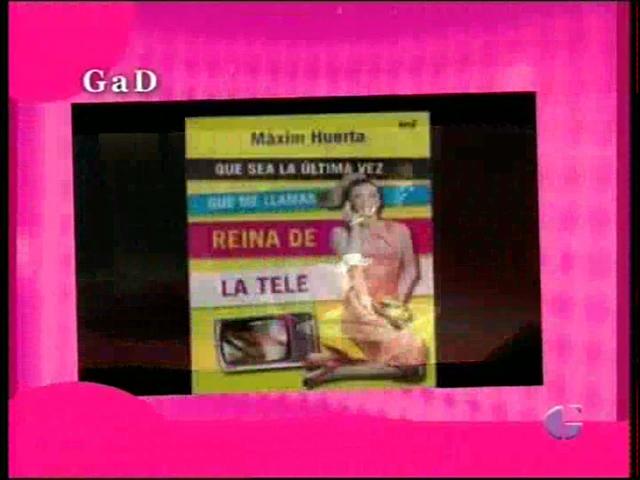 GaD
Màxim Huerta
QUE SEA LA ÚLTIMA VEZ
QUE ME LLAMAS
REINA DE
LA TELE